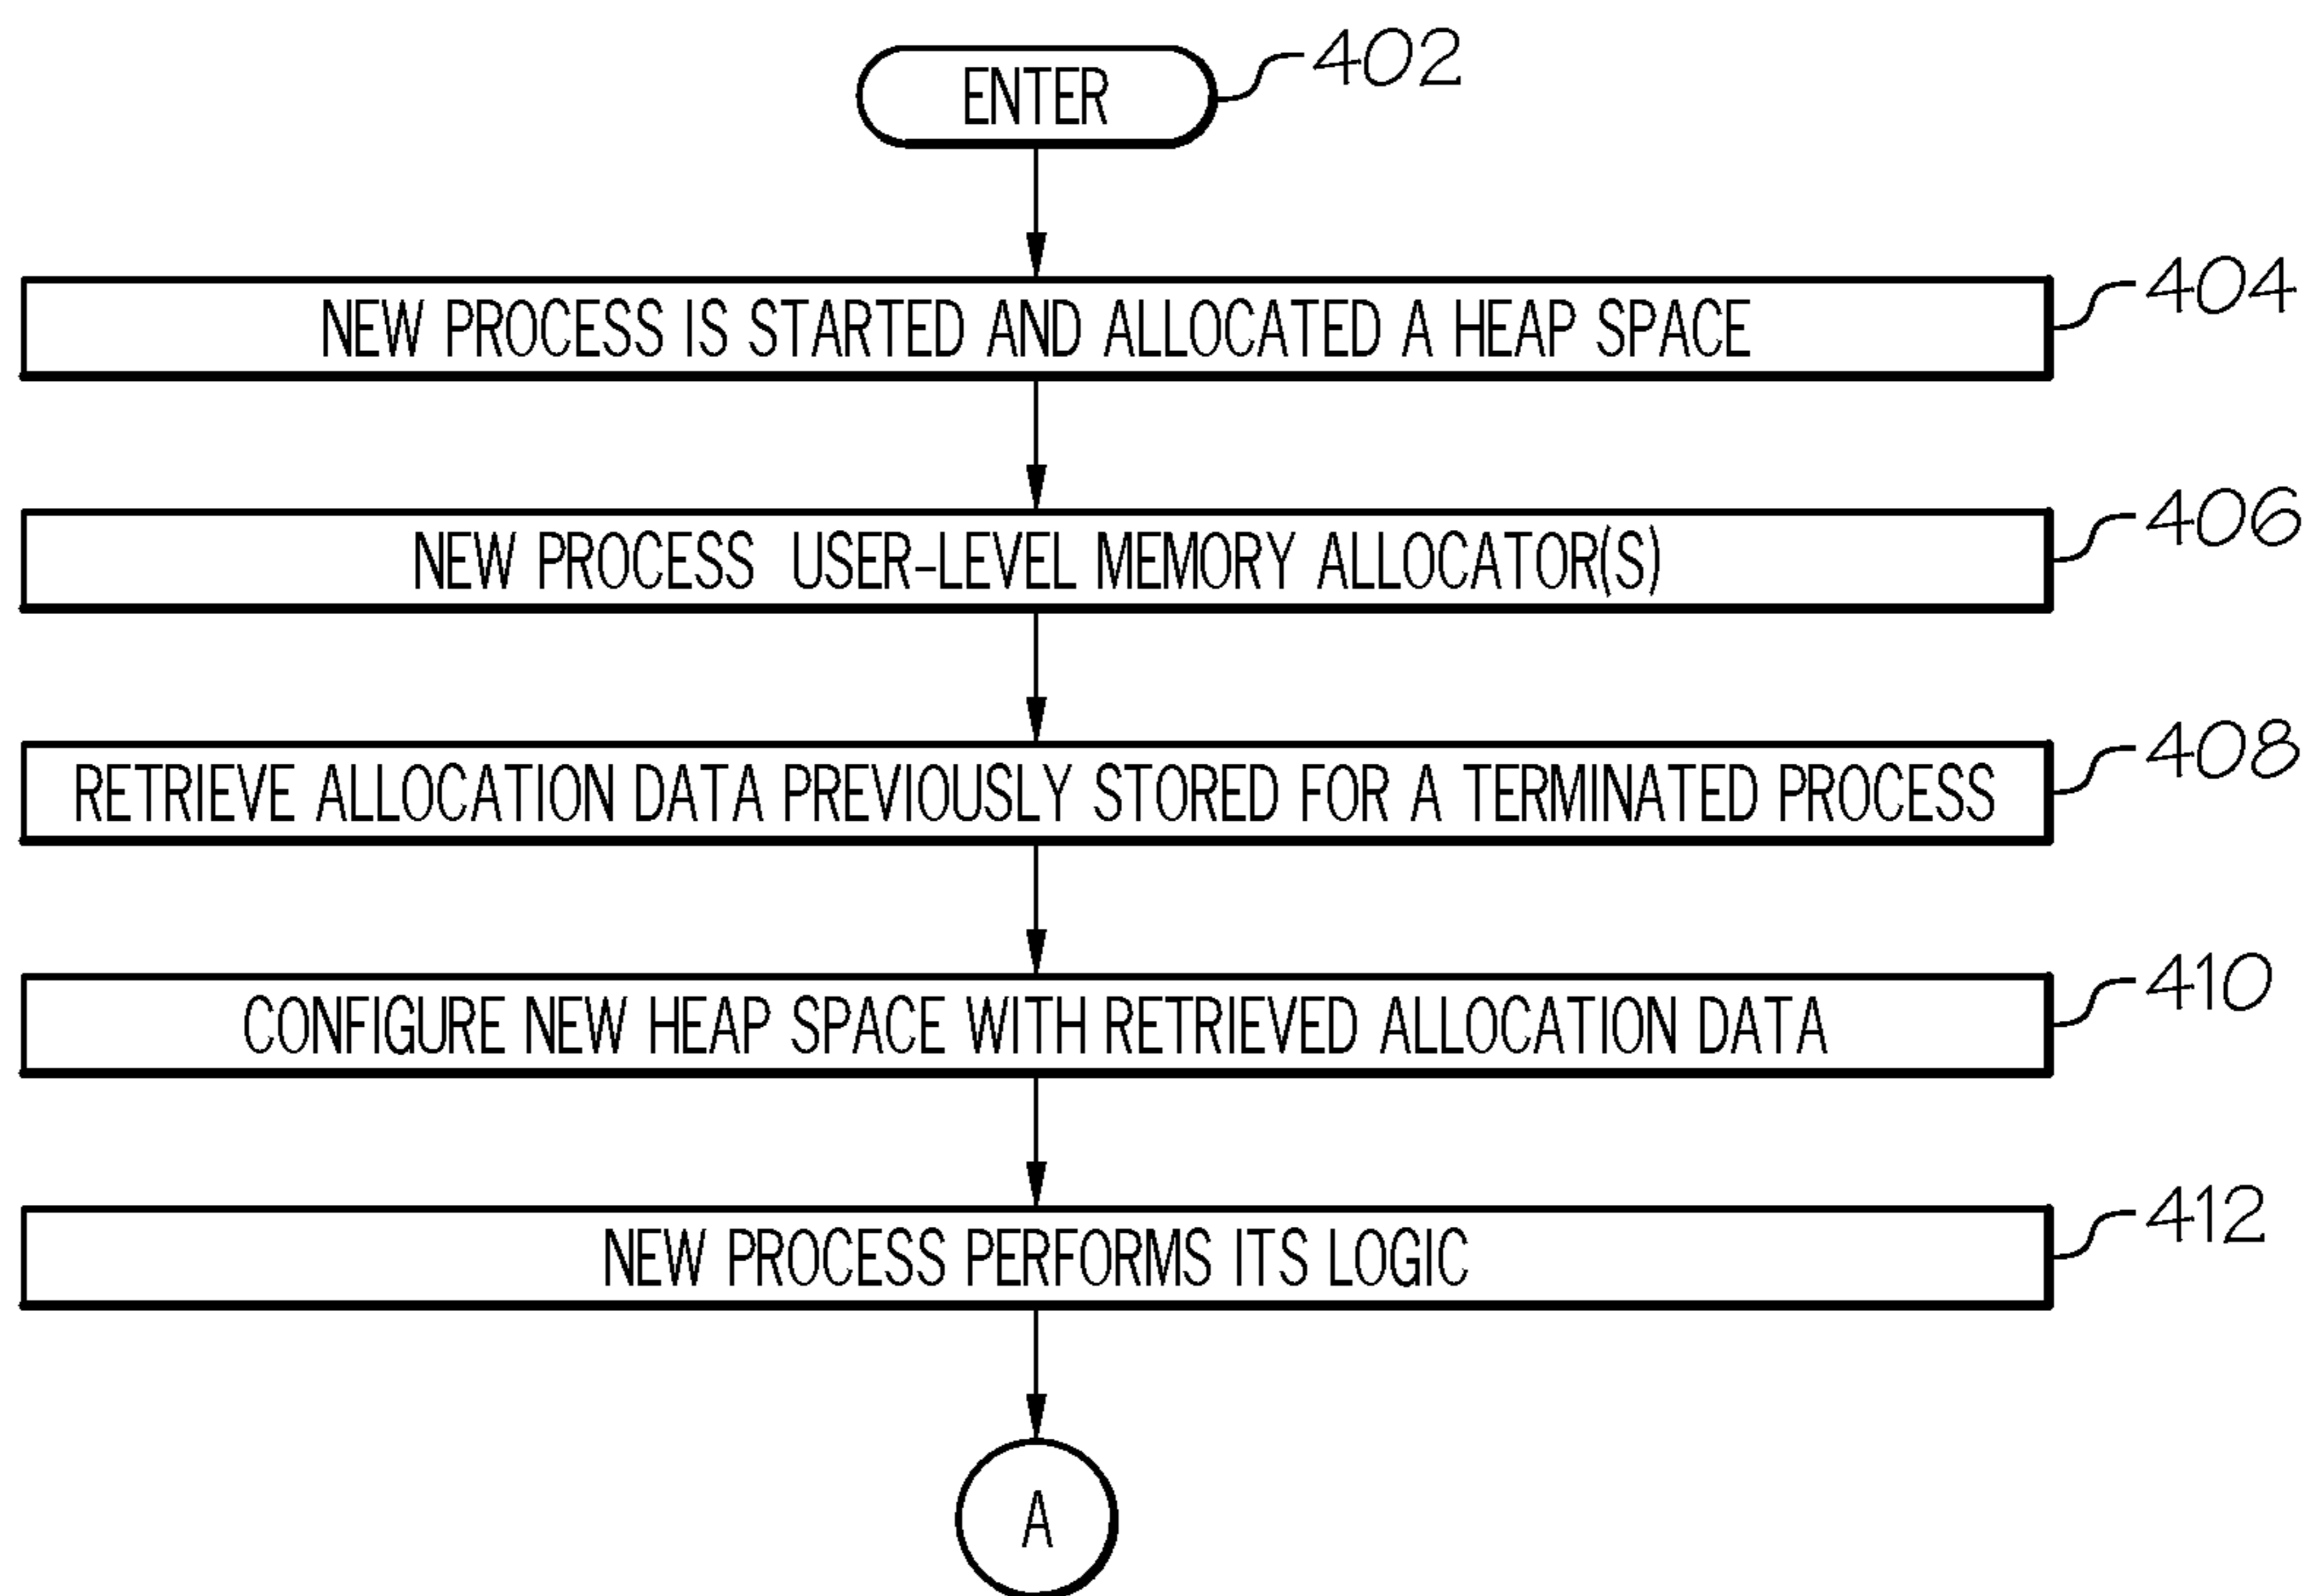 ENTER
402
NEW PROCESS IS STARTED AND ALLOCATED A HEAP SPACE
404
NEW PROCESS USER-LEVEL MEMORY ALLOCATOR(S)
406
RETRIEVE ALLOCATION DATA PREVIOUSLY STORED FOR A TERMINATED PROCESS
408
CONFIGURE NEW HEAP SPACE WITH RETRIEVED ALLOCATION DATA
410
NEW PROCESS PERFORMS ITS LOGIC
412
A